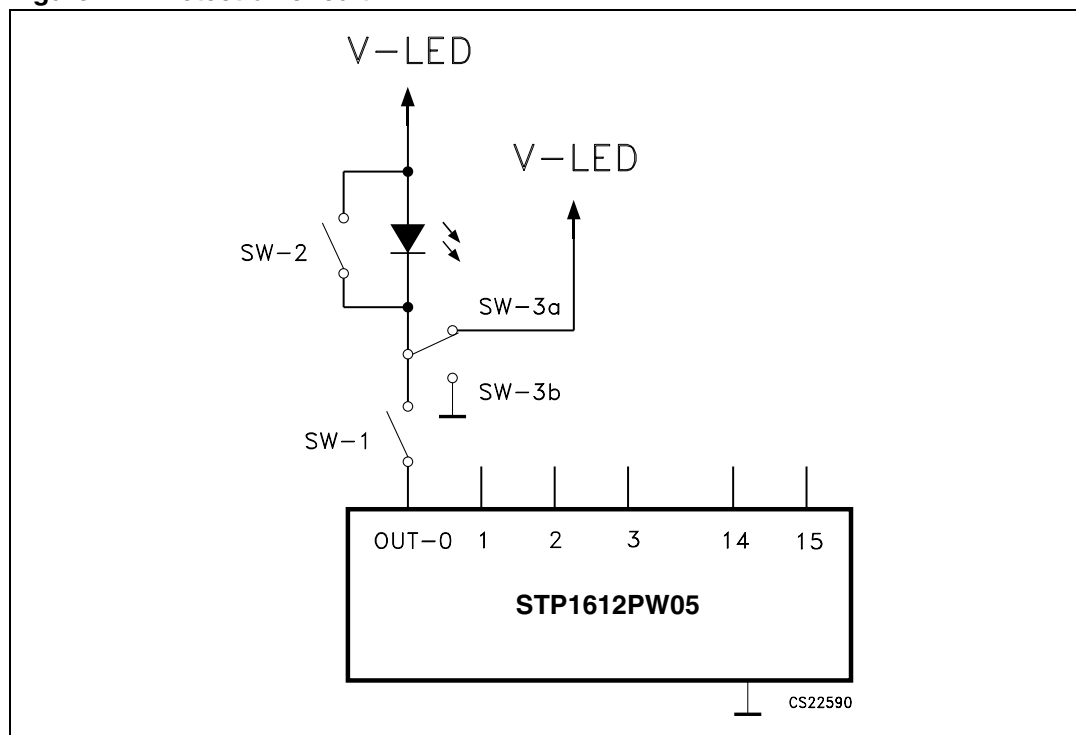 V-LED
V-LED
SW-2
SW-3a
SW-3b
SW-1
OUT-0 1 2 3 14 15
STP1612PW05
CS22590